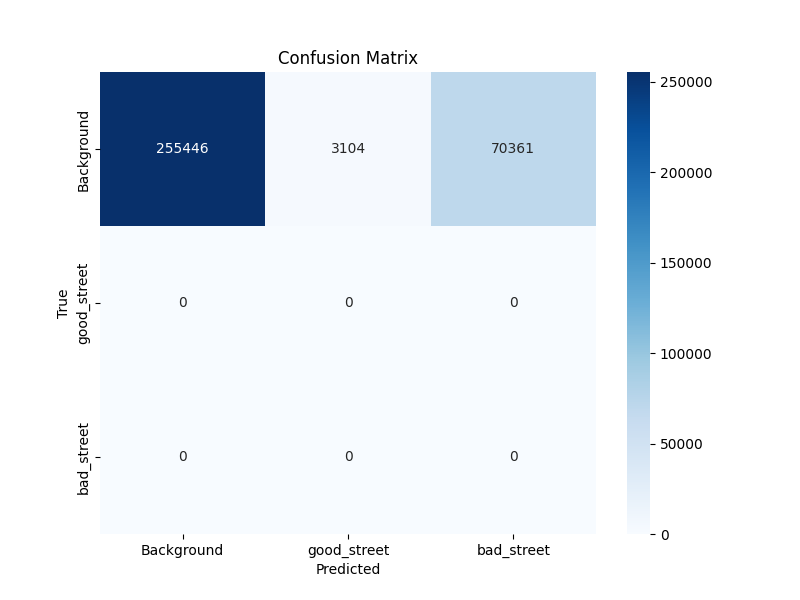 Confusion Matrix
True
Background
255446 3104 70361
good_street
0 0 0
bad_street
0 0 0
Background good_street bad_street
Predicted
250000
200000
150000
100000
50000
0